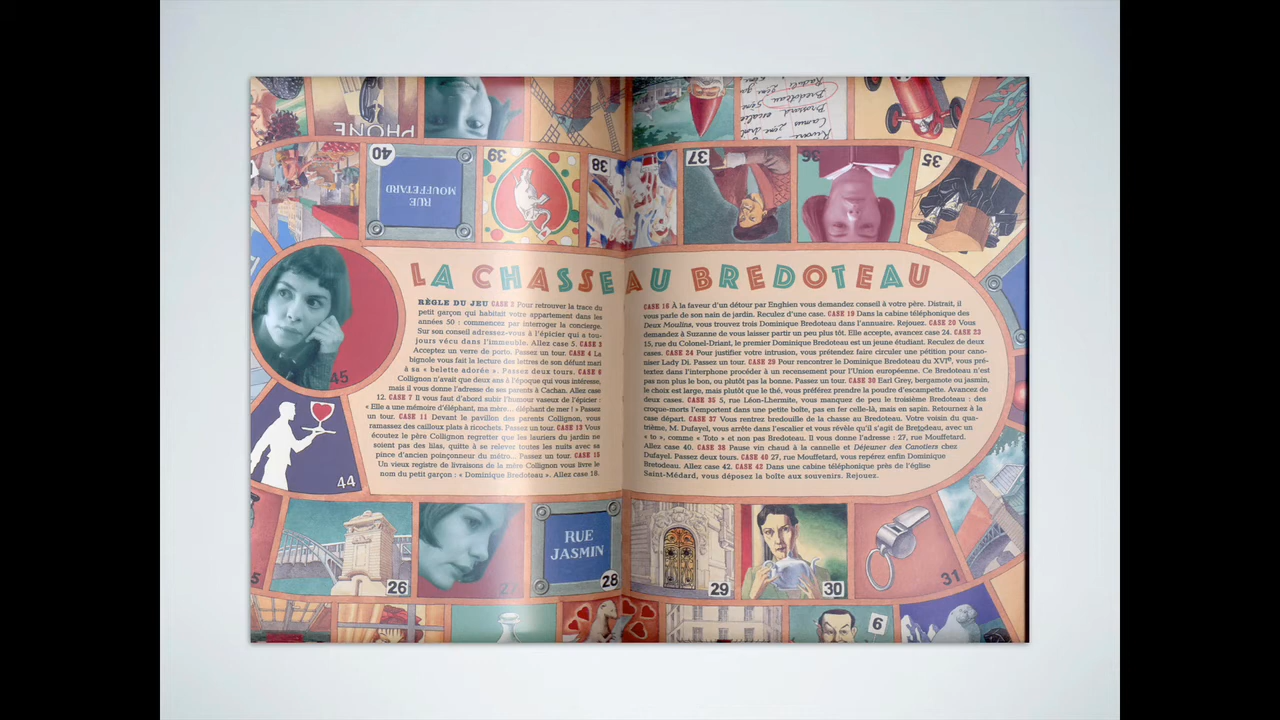 PHONE
Bredoteau
Camus
40
RUE
MOUFFETARD
39
38
37
36
35
LA CHASSE AU BREDOTEAU
RÈGLE DU JEU CASE 2 Pour retrouver la trace du
petit garçon qui habitait votre appartement dans les
années 50 : commencez par interroger la concierge.
Sur son conseil adressez-vous à l'épicier qui a tou-
jours vécu dans l'immeuble. Allez case 5. CASE 3
Acceptez un verre de porto. Passez un tour. CASE 4 La
bignole vous fait la lecture des lettres de son défunt mari
à sa « belette adorée ». Passez deux tours. CASE 6
Collignon n'avait que deux ans à l'époque qui vous intéresse,
mais il vous donne l'adresse de ses parents à Cachan. Allez case
12. CASE 7 Il vous faut d'abord subir l'humour vaseux de l'épicier :
« Elle a une mémoire d'éléphant, ma mère... éléphant de mer ! » Passez
un tour. CASE 11 Devant le pavillon des parents Collignon, vous
ramassez des cailloux plats à ricochets. Passez un tour. CASE 13 Vous
écoutez le père Collignon regretter que les lauriers du jardin ne
soient pas des lilas, quitte à se relever toutes les nuits avec sa
pince d'ancien poinçonneur du métro... Passez un tour. CASE 15
Un vieux registre de livraisons de la mère Collignon vous livre le
nom du petit garçon : « Dominique Bredoteau ». Allez case 18.
CASE 16 À la faveur d'un détour par Enghien vous demandez conseil à votre père. Distrait, il
vous parle de son nain de jardin. Reculez d'une case. CASE 19 Dans la cabine téléphonique des
Deux Moulins, vous trouvez trois Dominique Bredoteau dans l'annuaire. Rejouez. CASE 20 Vous
demandez à Suzanne de vous laisser partir un peu plus tôt. Elle accepte, avancez case 24. CASE 23
15, rue du Colonel-Driant, le premier Dominique Bredoteau est un jeune étudiant. Reculez de deux
cases. CASE 24 Pour justifier votre intrusion, vous prétendez faire circuler une pétition pour cano-
niser Lady Di. Passez un tour. CASE 29 Pour rencontrer le Dominique Bredoteau du XVIe, vous pré-
textez dans l'interphone procéder à un recensement pour l'Union européenne. Ce Bredoteau n'est
pas non plus le bon, ou plutôt pas la bonne. Passez un tour. CASE 30 Earl Grey, bergamote ou jasmin,
le choix est large, mais plutôt que le thé, vous préférez prendre la poudre d'escampette. Avancez de
deux cases. CASE 35 5, rue Léon-Lhermite, vous manquez de peu le troisième Bredoteau : des
croque-morts l'emportent dans une petite boîte, pas en fer celle-là, mais en sapin. Retournez à la
case départ. CASE 37 Vous rentrez bredouille de la chasse au Bredoteau. Votre voisin du qua-
trième, M. Dufayel, vous arrête dans l'escalier et vous révèle qu'il s'agit de Bretodeau, avec un
« to », comme « Toto » et non pas Bredoteau. Il vous donne l'adresse : 27, rue Mouffetard.
Allez case 40. CASE 38 Pause vin chaud à la cannelle et Déjeuner des Canotiers chez
Dufayel. Passez deux tours. CASE 40 27, rue Mouffetard, vous repérez enfin Dominique
Bretodeau. Allez case 42. CASE 42 Dans une cabine téléphonique près de l'église
Saint-Médard, vous déposez la boîte aux souvenirs. Rejouez.
45
44
26
27
RUE
JASMIN
28
29
30
31
6